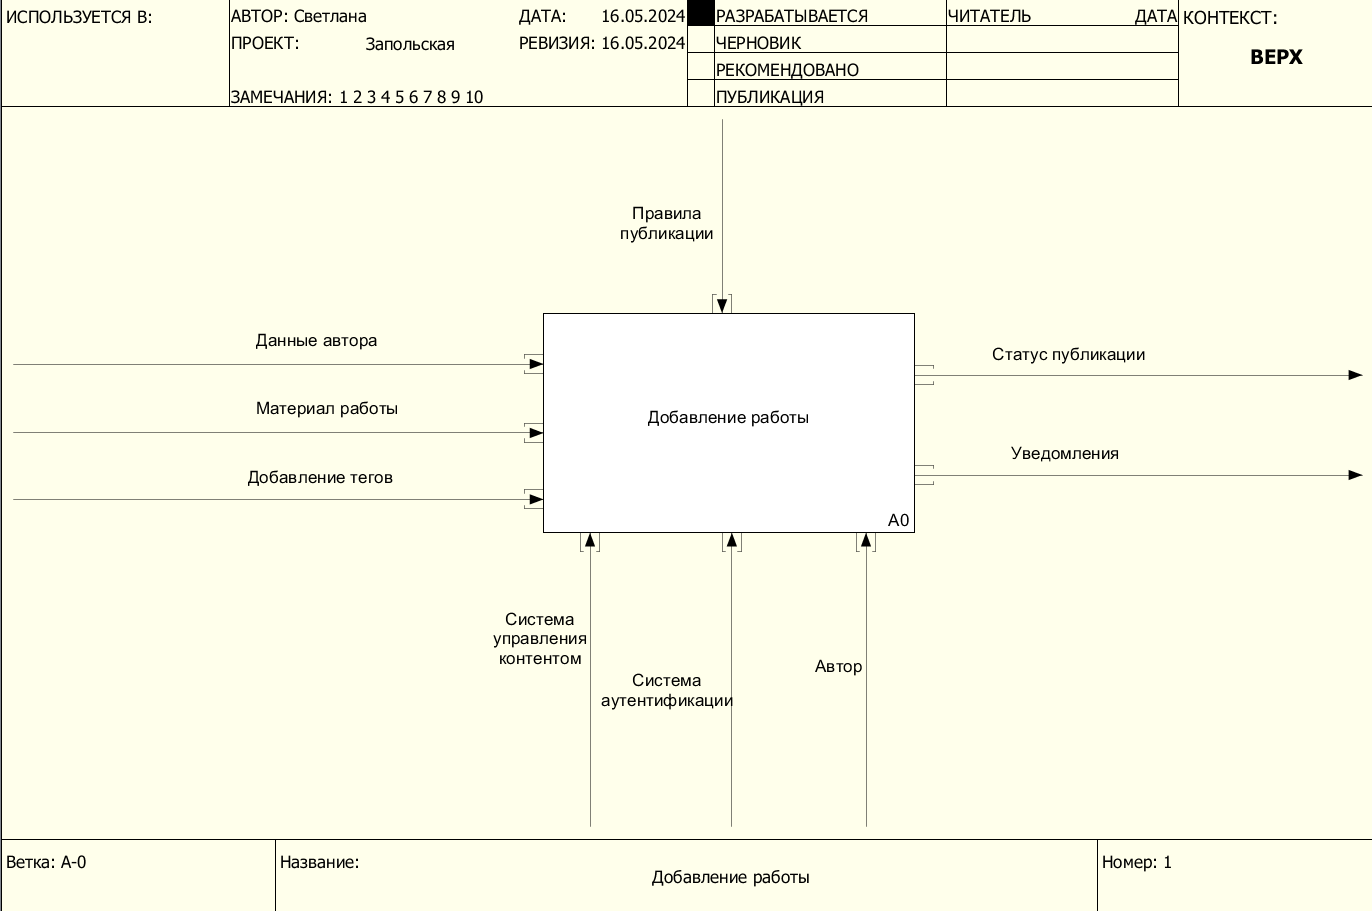 ИСПОЛЬЗУЕТСЯ В:
АВТОР: Светлана
ДАТА: 16.05.2024
ПРОЕКТ: Запольская
РЕВИЗИЯ: 16.05.2024
ЗАМЕЧАНИЯ: 1 2 3 4 5 6 7 8 9 10
РАЗРАБАТЫВАЕТСЯ
ЧЕРНОВИК
РЕКОМЕНДОВАНО
ПУБЛИКАЦИЯ
ЧИТАТЕЛЬ ДАТА
КОНТЕКСТ:
ВЕРХ
Правила
публикации
Данные автора
Материал работы
Добавление тегов
Добавление работы
A0
Статус публикации
Уведомления
Система
управления
контентом
Система
аутентификации
Автор
Ветка: A-0
Название:
Добавление работы
Номер: 1